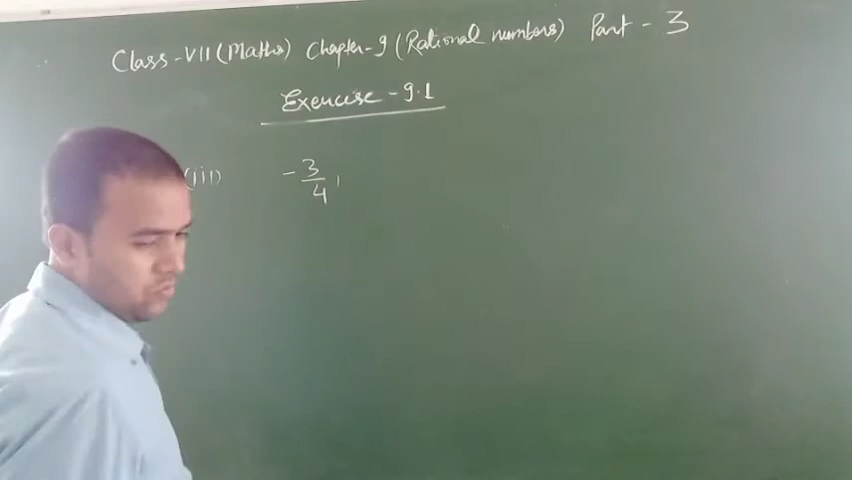 Class-VII (Maths) Chapter-9 (Rational numbers) Part - 3
Exercise - 9.1
(iii) -3/4,